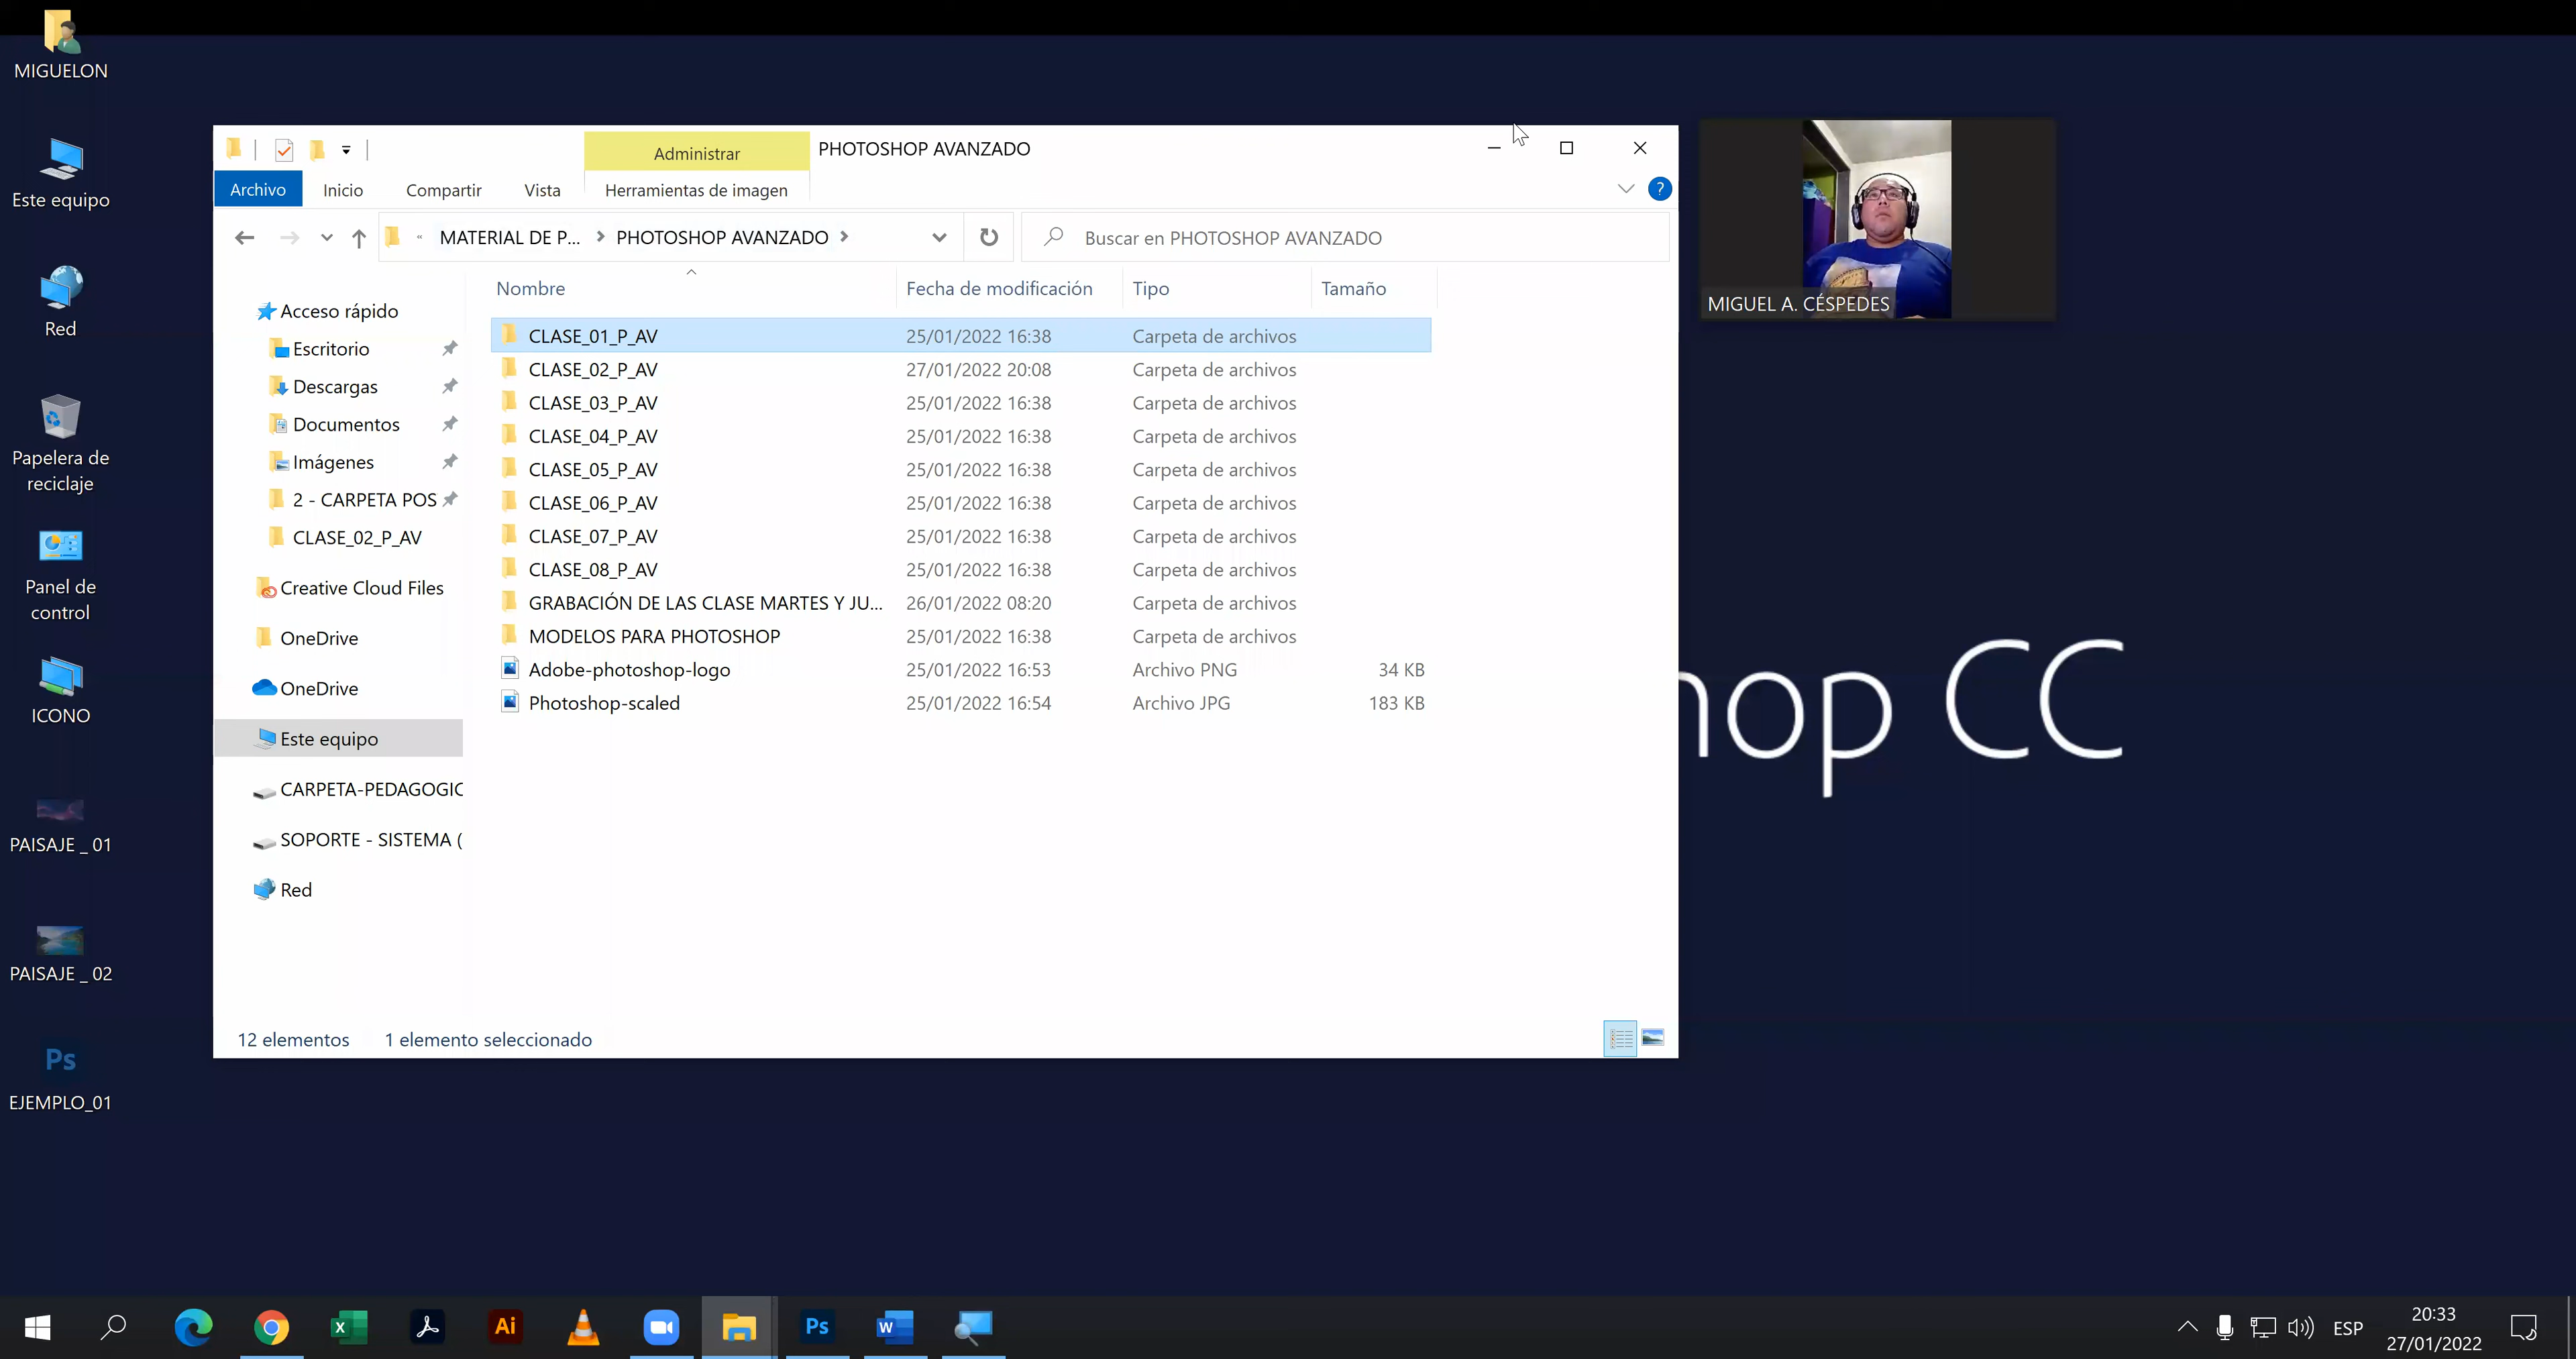 MIGUELON
Este equipo
Red
Papelera de
reciclaje
Panel de
control
ICONO
PAISAJE _ 01
PAISAJE _ 02
Ps
EJEMPLO_01
Administrar
PHOTOSHOP AVANZADO
Archivo
Inicio
Compartir
Vista
Herramientas de imagen
?
« MATERIAL DE P... > PHOTOSHOP AVANZADO >
Buscar en PHOTOSHOP AVANZADO
Acceso rápido
Escritorio
Descargas
Documentos
Imágenes
2 - CARPETA POS
CLASE_02_P_AV
Creative Cloud Files
OneDrive
OneDrive
Este equipo
CARPETA-PEDAGOGIC
SOPORTE - SISTEMA (
Red
Nombre Fecha de modificación Tipo Tamaño
CLASE_01_P_AV 25/01/2022 16:38 Carpeta de archivos
CLASE_02_P_AV 27/01/2022 20:08 Carpeta de archivos
CLASE_03_P_AV 25/01/2022 16:38 Carpeta de archivos
CLASE_04_P_AV 25/01/2022 16:38 Carpeta de archivos
CLASE_05_P_AV 25/01/2022 16:38 Carpeta de archivos
CLASE_06_P_AV 25/01/2022 16:38 Carpeta de archivos
CLASE_07_P_AV 25/01/2022 16:38 Carpeta de archivos
CLASE_08_P_AV 25/01/2022 16:38 Carpeta de archivos
GRABACIÓN DE LAS CLASE MARTES Y JU... 26/01/2022 08:20 Carpeta de archivos
MODELOS PARA PHOTOSHOP 25/01/2022 16:38 Carpeta de archivos
Adobe-photoshop-logo 25/01/2022 16:53 Archivo PNG 34 KB
Photoshop-scaled 25/01/2022 16:54 Archivo JPG 183 KB
12 elementos 1 elemento seleccionado
MIGUEL A. CÉSPEDES
hop CC
X
Ai
Ps
W
ESP
20:33
27/01/2022